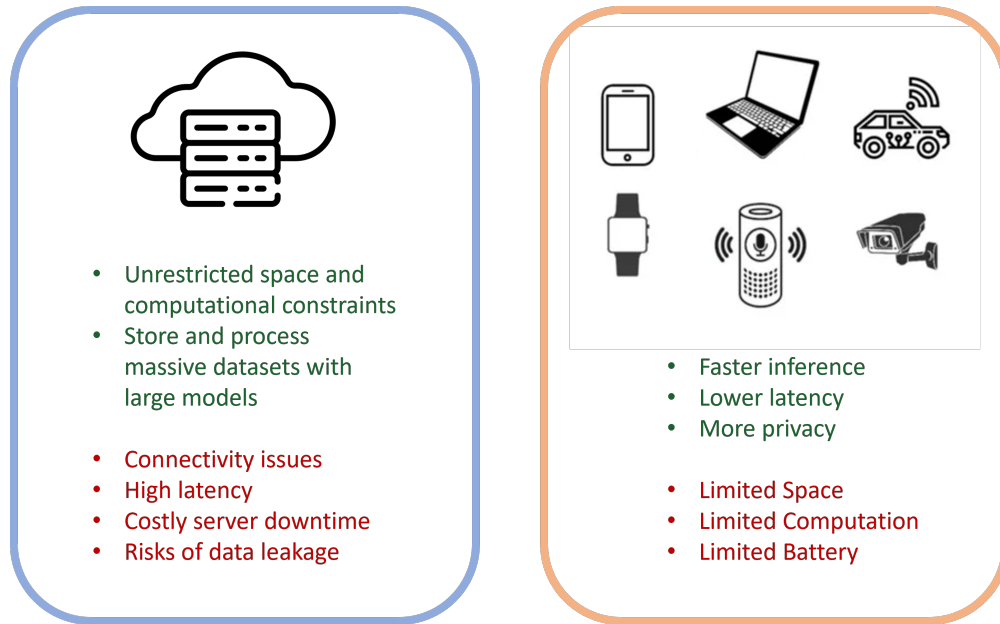 • Unrestricted space and
computational constraints
• Store and process
massive datasets with
large models
• Connectivity issues
• High latency
• Costly server downtime
• Risks of data leakage
• Faster inference
• Lower latency
• More privacy
• Limited Space
• Limited Computation
• Limited Battery